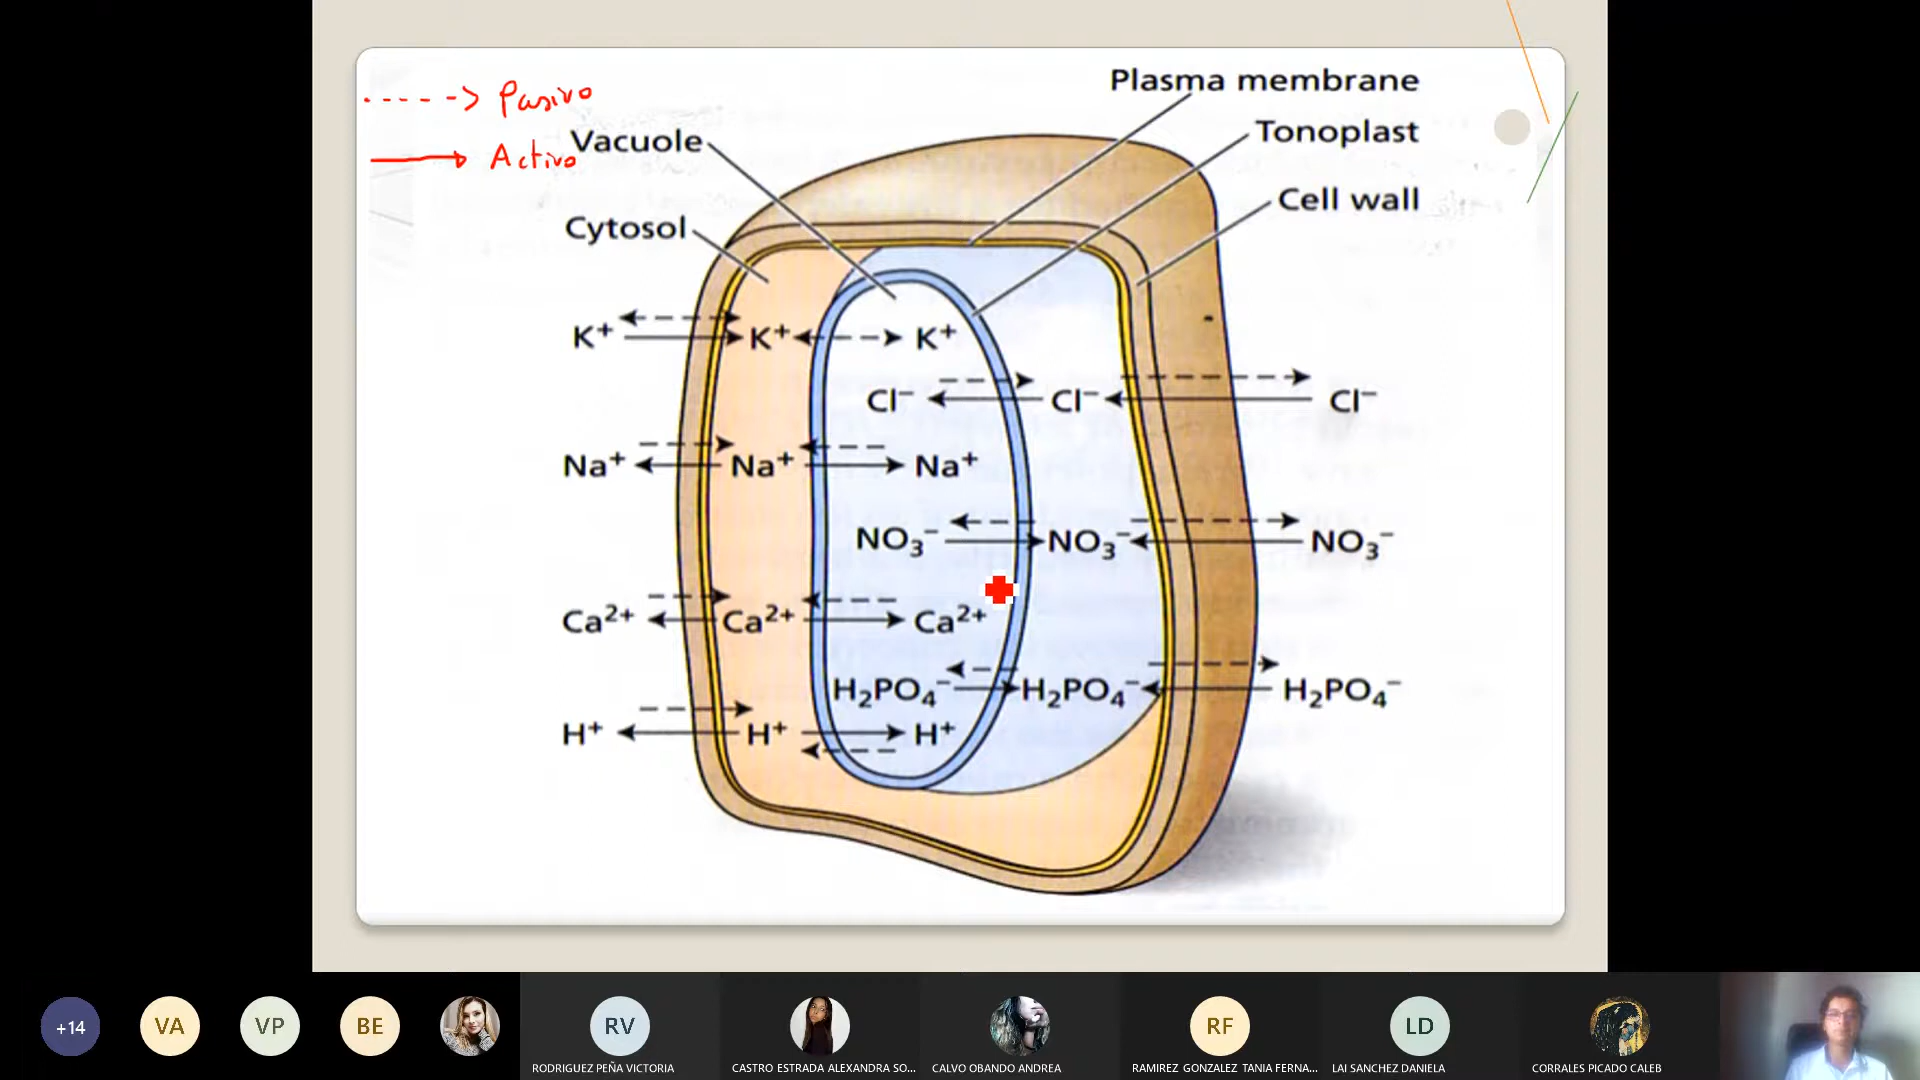 Pasivo
Activo
Plasma membrane
Vacuole
Tonoplast
Cell wall
Cytosol
K⁺ K⁺ K⁺
Cl⁻ Cl⁻ Cl⁻
Na⁺ Na⁺ Na⁺
NO₃⁻ NO₃⁻ NO₃⁻
Ca²⁺ Ca²⁺ Ca²⁺
H₂PO₄⁻ H₂PO₄⁻ H₂PO₄⁻
H⁺ H⁺ H⁺
+14 VA VP BE RV RF LD
RODRIGUEZ PEÑA VICTORIA
CASTRO ESTRADA ALEXANDRA SO...
CALVO OBANDO ANDREA
RAMIREZ GONZALEZ TANIA FERNA...
LAI SANCHEZ DANIELA
CORRALES PICADO CALEB